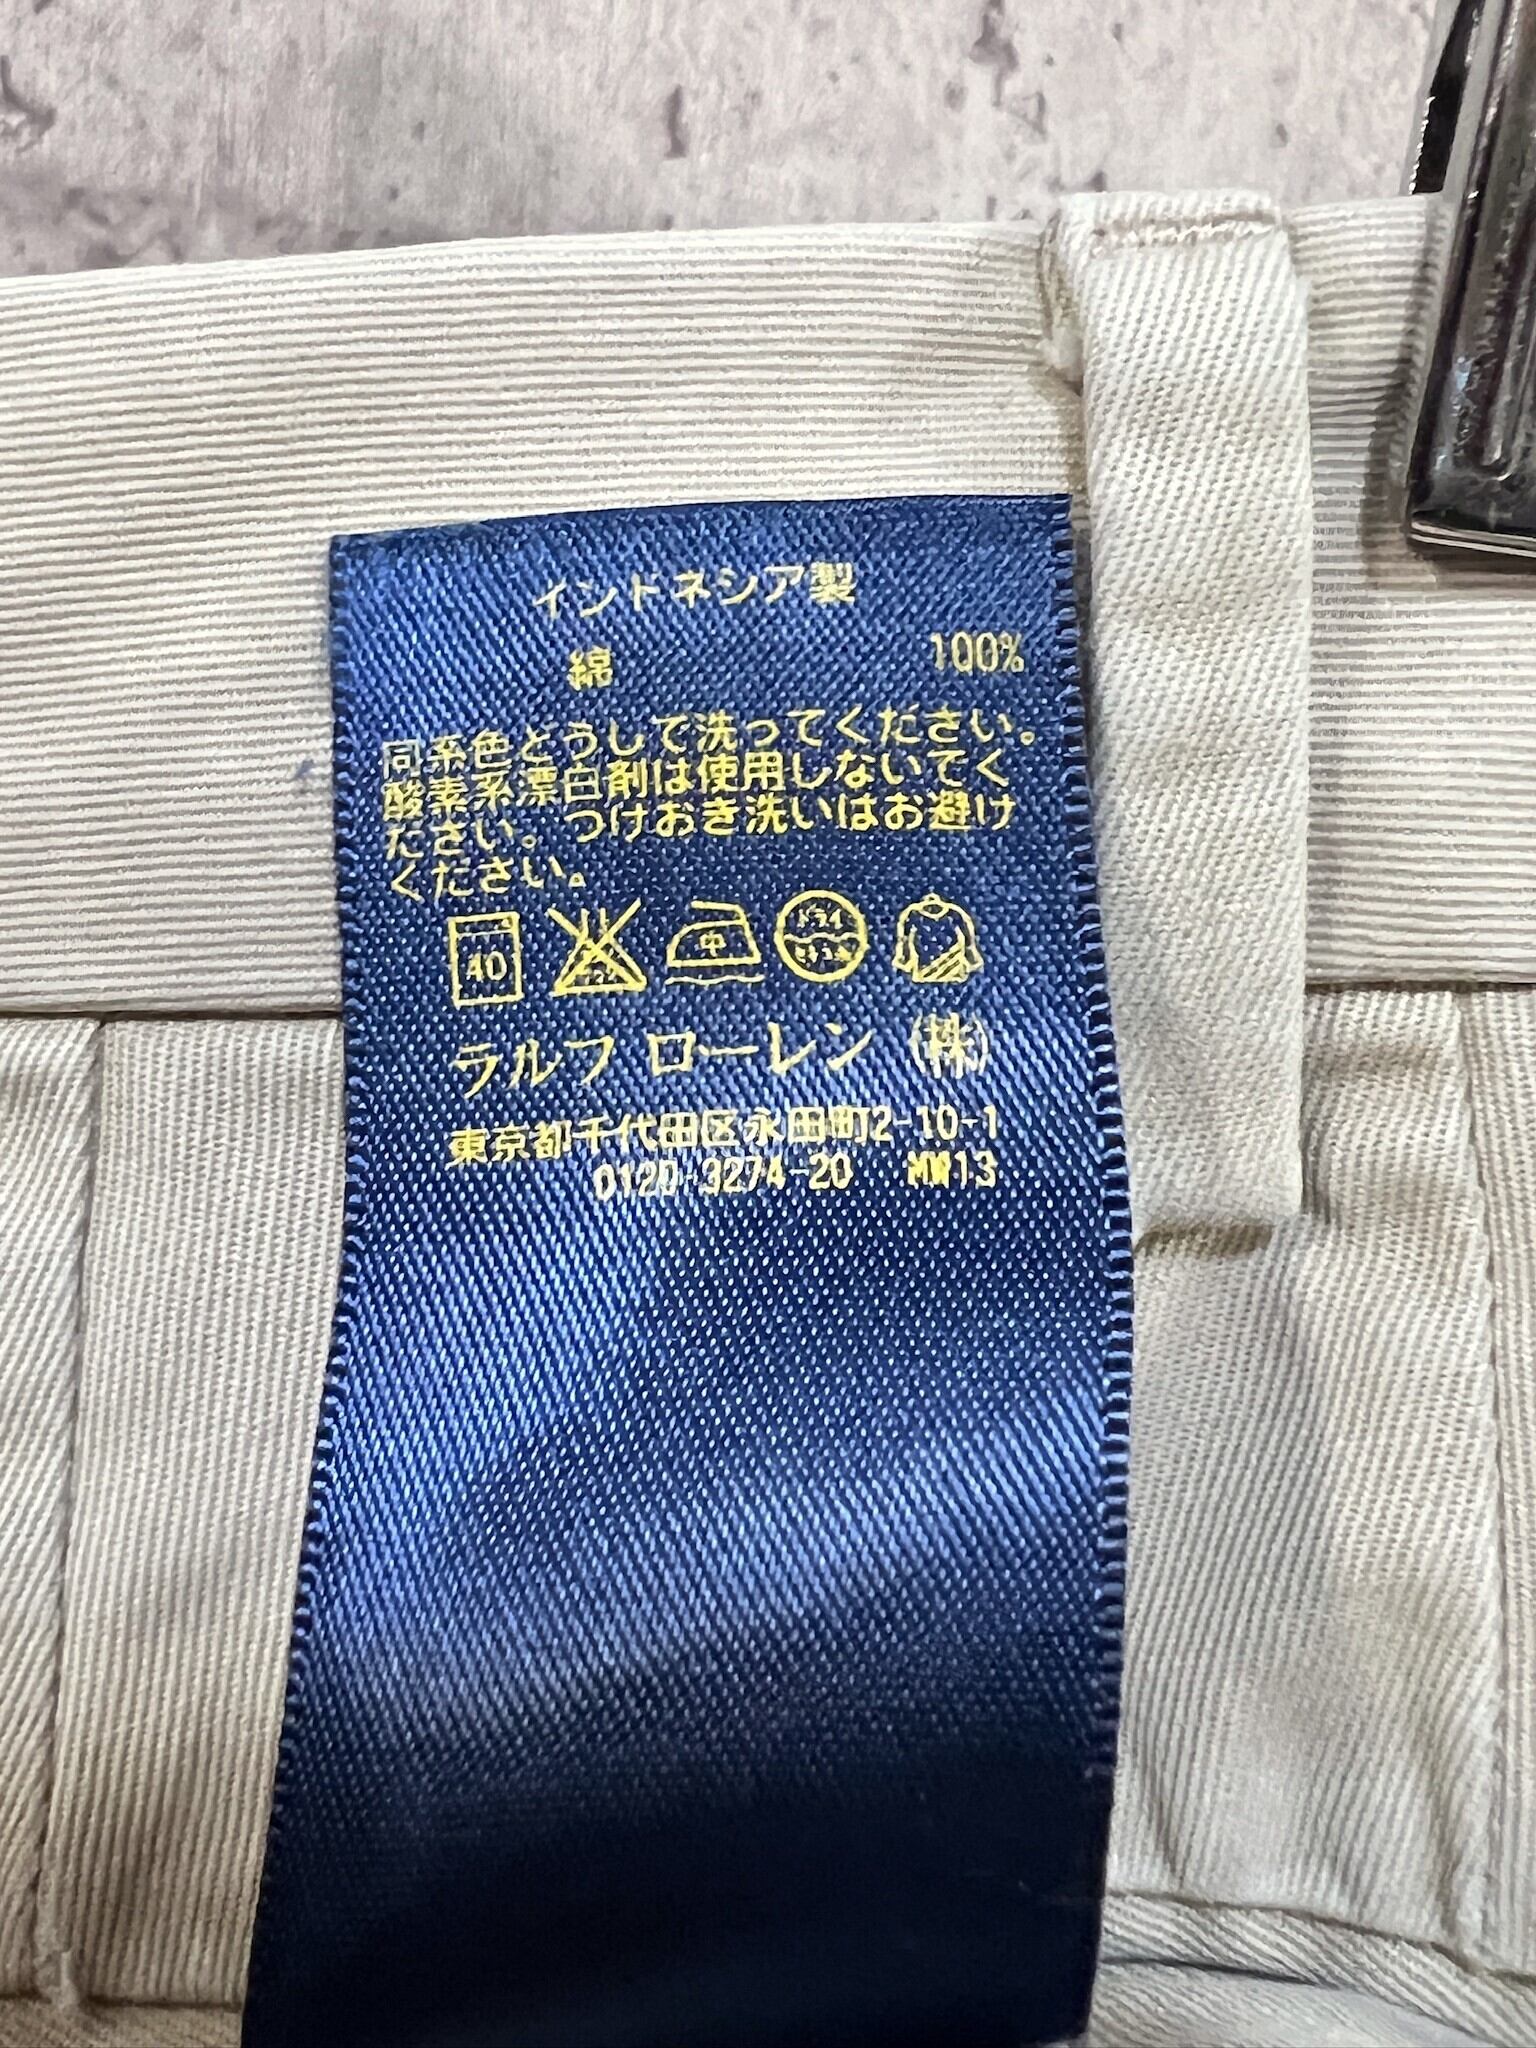 インドネシア製
綿 100%
同系色どうしで洗ってください。
酸素系漂白剤は使用しないでく
ださい。つけおき洗いはお避け
ください。
40
中
ドライ
ラルフ ローレン (株)
東京都千代田区永田町2-10-1
0120-3274-20 MW13